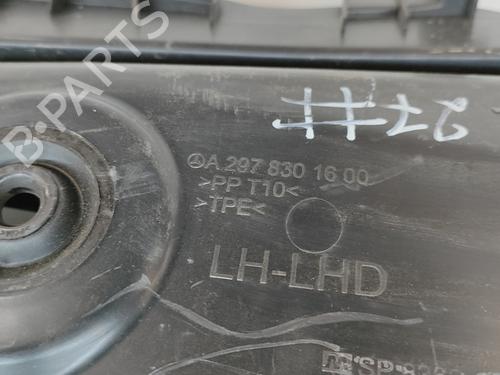 B-PARTS
A 297 830 16 00
>PP T10<
>TPE<
LH-LHD